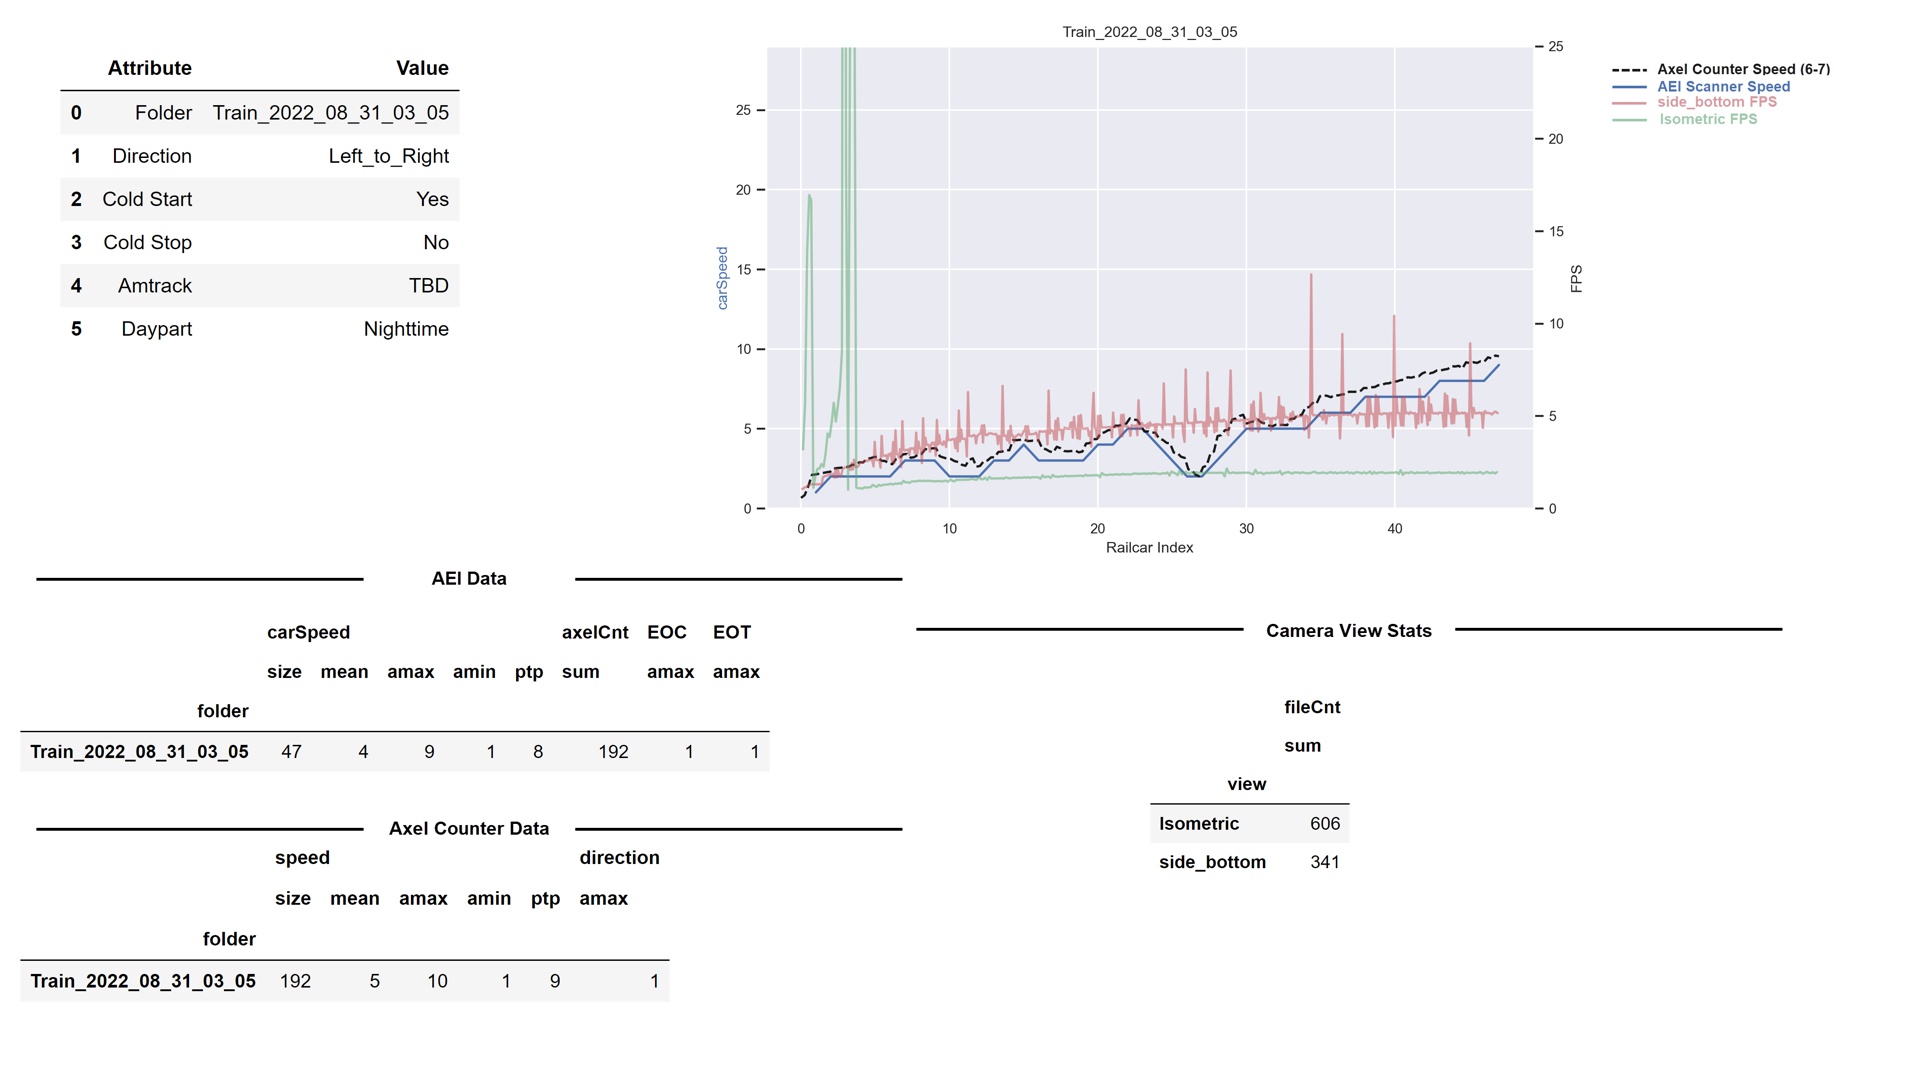 Attribute Value
0 Folder Train_2022_08_31_03_05
1 Direction Left_to_Right
2 Cold Start Yes
3 Cold Stop No
4 Amtrack TBD
5 Daypart Nighttime
Train_2022_08_31_03_05
carSpeed
25
20
15
10
5
0
25
20
15
10
5
0
FPS
0 10 20 30 40
Railcar Index
Axel Counter Speed (6-7)
AEI Scanner Speed
side_bottom FPS
Isometric FPS
AEI Data
carSpeed axelCnt EOC EOT
size mean amax amin ptp sum amax amax
folder
Train_2022_08_31_03_05 47 4 9 1 8 192 1 1
Axel Counter Data
speed direction
size mean amax amin ptp amax
folder
Train_2022_08_31_03_05 192 5 10 1 9 1
Camera View Stats
fileCnt
sum
view
Isometric 606
side_bottom 341